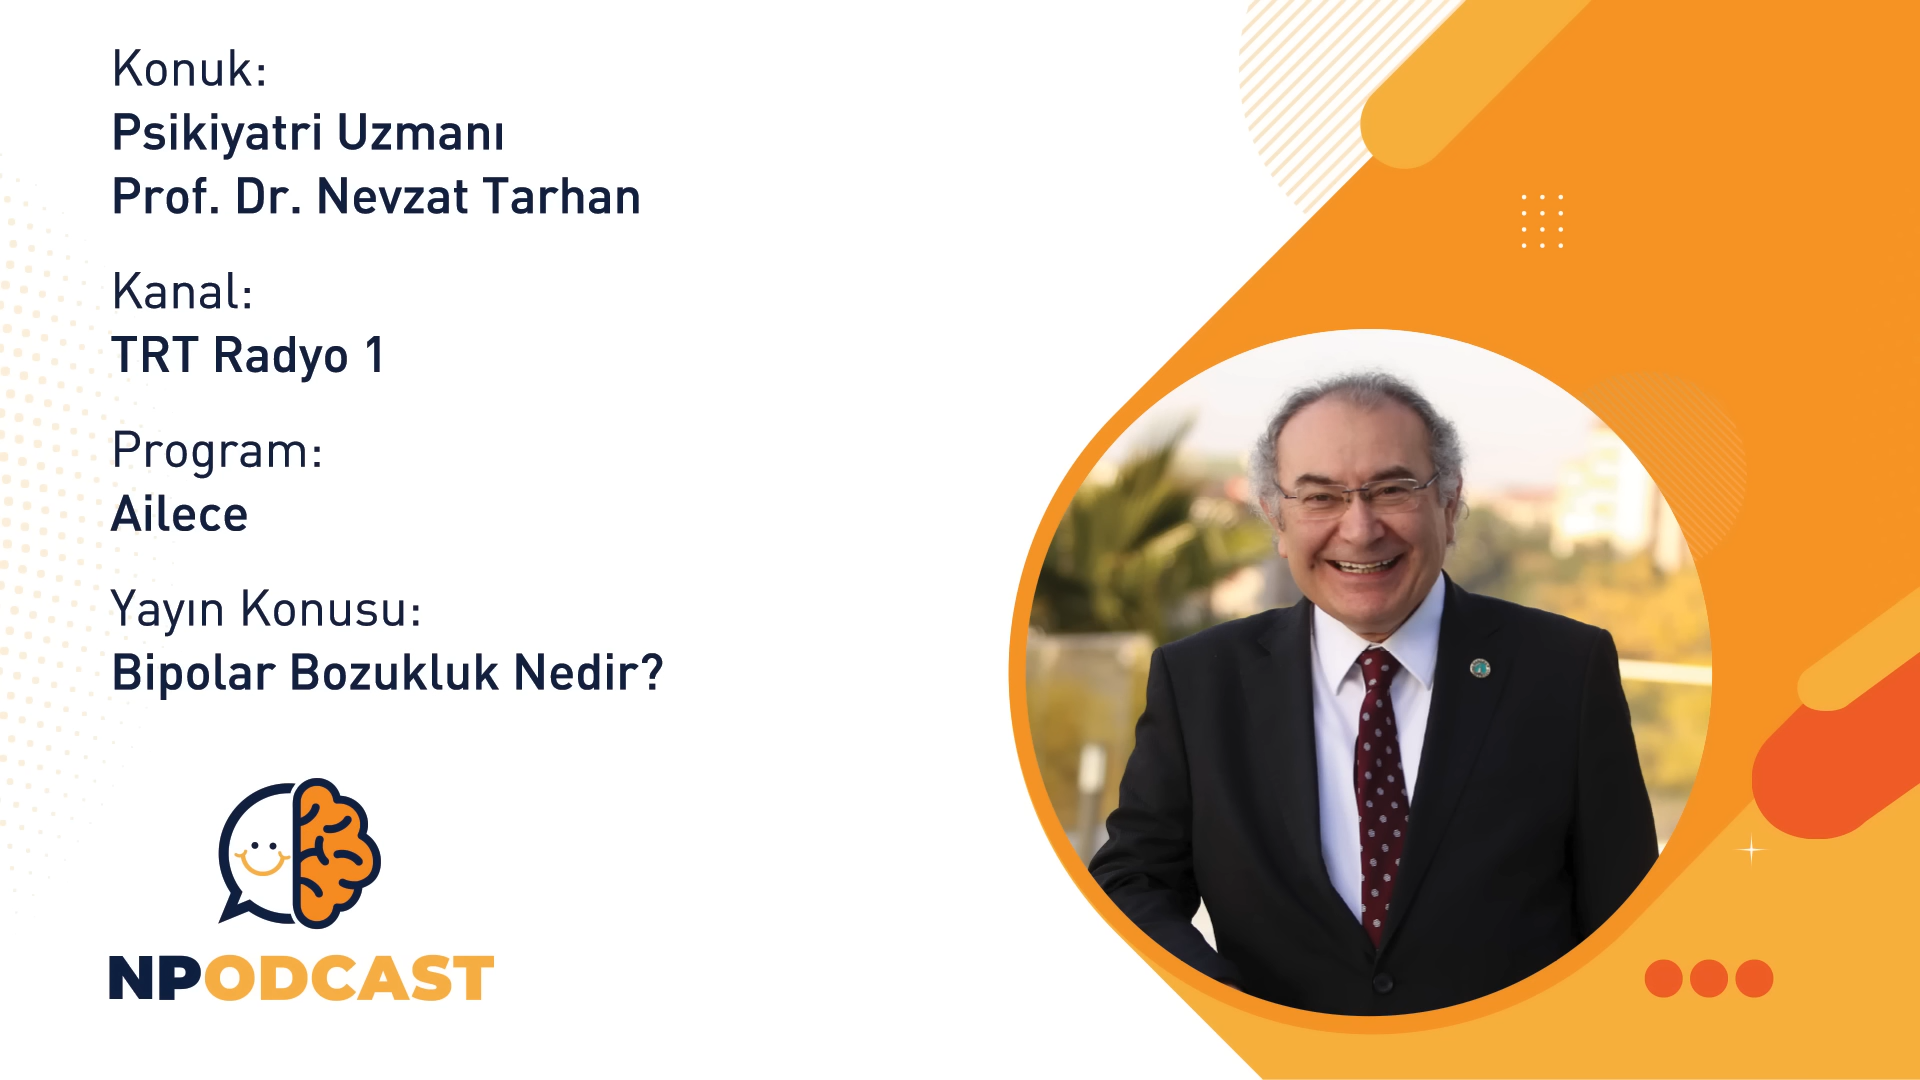 Konuk:
Psikiyatri Uzmanı
Prof. Dr. Nevzat Tarhan
Kanal:
TRT Radyo 1
Program:
Ailece
Yayın Konusu:
Bipolar Bozukluk Nedir?
NPODCAST